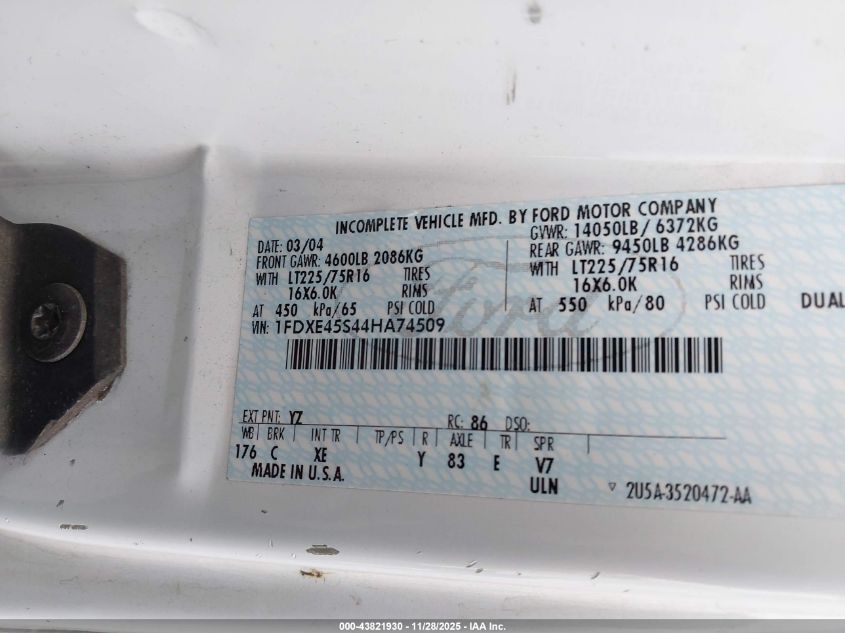 INCOMPLETE VEHICLE MFD. BY FORD MOTOR COMPANY
DATE: 03/04 GVWR: 14050LB/ 6372KG
FRONT GAWR: 4600LB 2086KG REAR GAWR: 9450LB 4286KG
WITH LT225/75R16 TIRES WITH LT225/75R16 TIRES
16X6.0K RIMS 16X6.0K RIMS
AT 450 kPa/65 PSI COLD AT 550 kPa/80 PSI COLD DUAL
VIN: 1FDXE45S44HA74509
Ford
EXT PNT: YZ RC: 86 DSO:
WB BRK INT TR TP/PS R AXLE TR SPR
176 C XE Y 83 E V7
MADE IN U.S.A. ULN 2U5A-3520472-AA
000-43821930 - 11/28/2025 - IAA Inc.